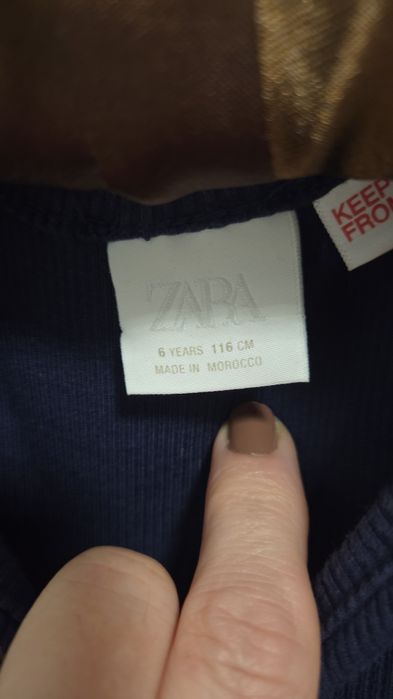 ZARA
6 YEARS 116 CM
MADE IN MOROCCO
KEEP
FROM